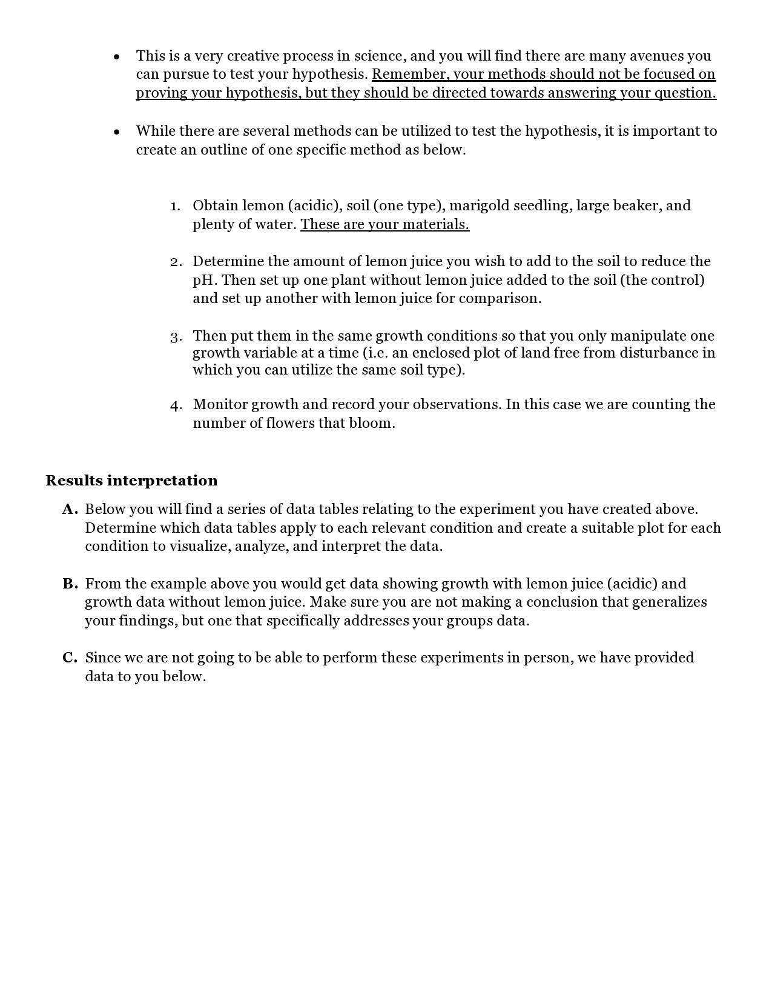 • This is a very creative process in science, and you will find there are many avenues you
can pursue to test your hypothesis. Remember, your methods should not be focused on
proving your hypothesis, but they should be directed towards answering your question.
• While there are several methods can be utilized to test the hypothesis, it is important to
create an outline of one specific method as below.
1. Obtain lemon (acidic), soil (one type), marigold seedling, large beaker, and
plenty of water. These are your materials.
2. Determine the amount of lemon juice you wish to add to the soil to reduce the
pH. Then set up one plant without lemon juice added to the soil (the control)
and set up another with lemon juice for comparison.
3. Then put them in the same growth conditions so that you only manipulate one
growth variable at a time (i.e. an enclosed plot of land free from disturbance in
which you can utilize the same soil type).
4. Monitor growth and record your observations. In this case we are counting the
number of flowers that bloom.
Results interpretation
A. Below you will find a series of data tables relating to the experiment you have created above.
Determine which data tables apply to each relevant condition and create a suitable plot for each
condition to visualize, analyze, and interpret the data.
B. From the example above you would get data showing growth with lemon juice (acidic) and
growth data without lemon juice. Make sure you are not making a conclusion that generalizes
your findings, but one that specifically addresses your groups data.
C. Since we are not going to be able to perform these experiments in person, we have provided
data to you below.